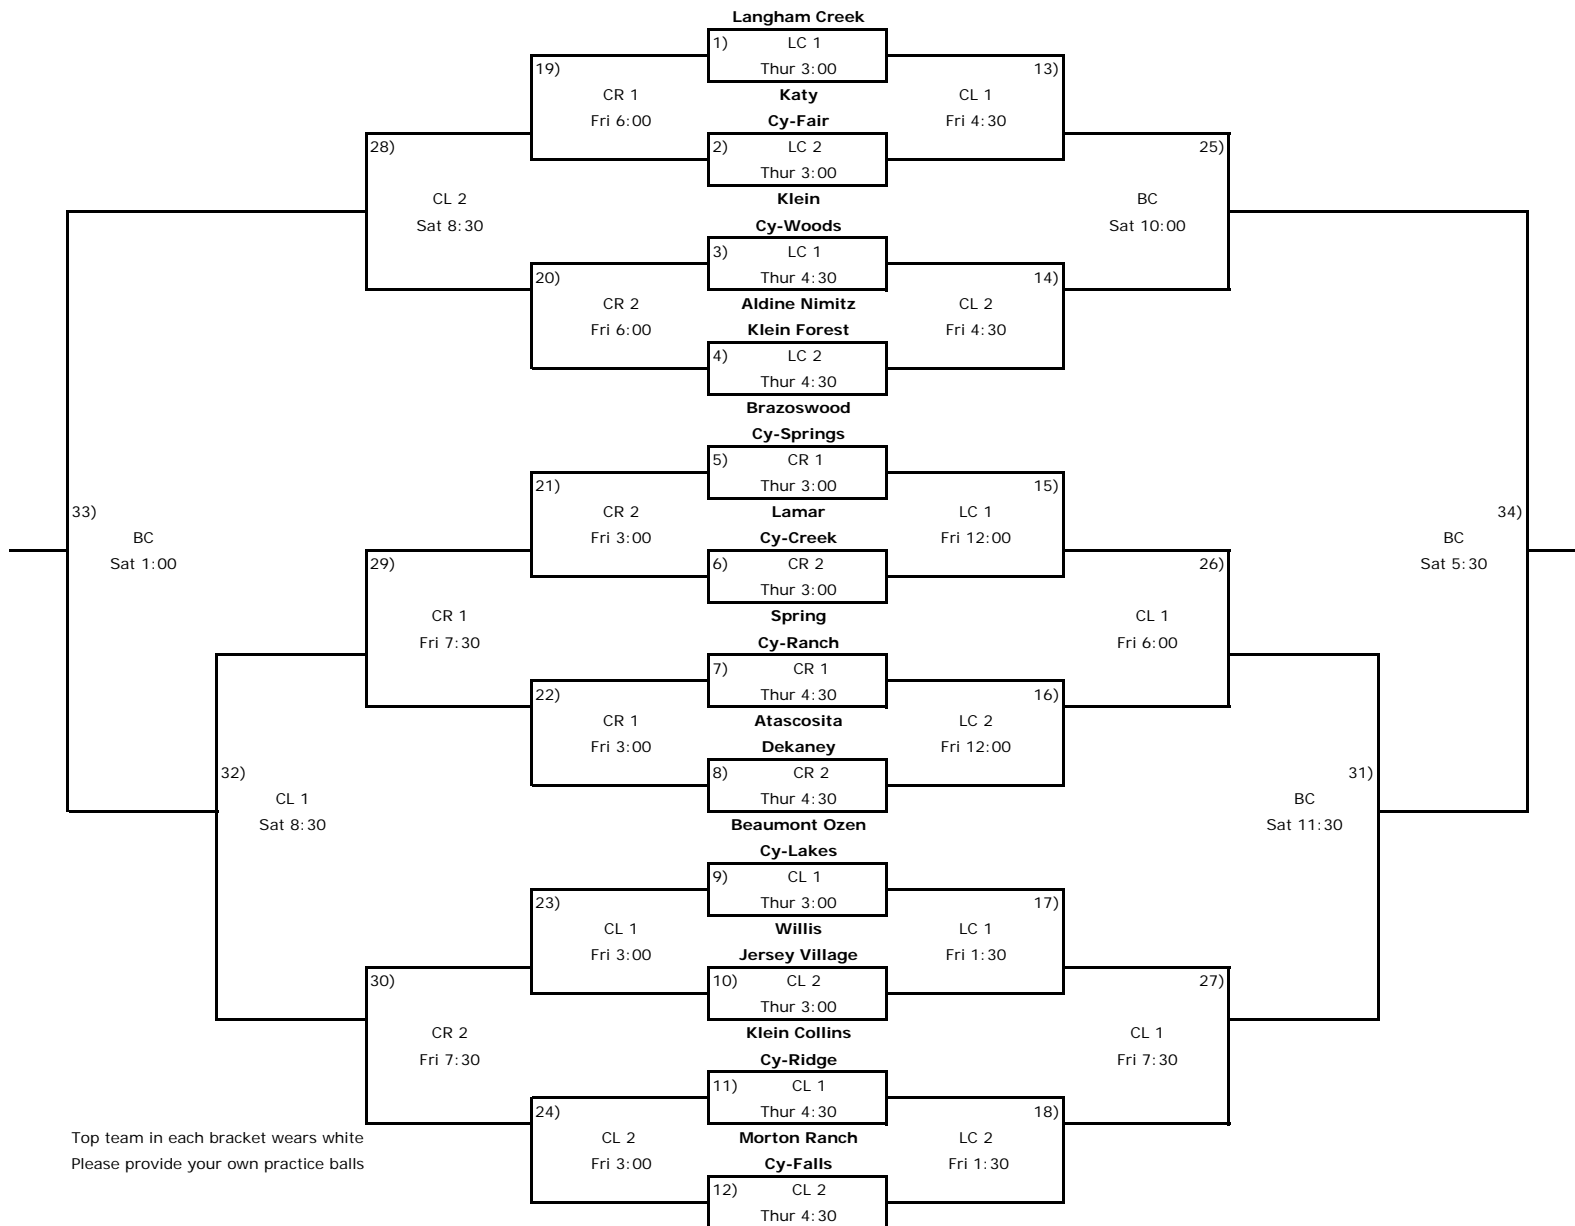 Langham Creek
1) LC 1
Thur 3:00
19) 13)
CR 1 Katy CL 1
Fri 6:00 Cy-Fair Fri 4:30
28) 2) LC 2 25)
Thur 3:00
CL 2 Klein BC
Sat 8:30 Cy-Woods Sat 10:00
3) LC 1
20) Thur 4:30 14)
CR 2 Aldine Nimitz CL 2
Fri 6:00 Klein Forest Fri 4:30
4) LC 2
Thur 4:30
Brazoswood
Cy-Springs
5) CR 1
21) Thur 3:00 15)
33) CR 2 Lamar LC 1 34)
BC Fri 3:00 Cy-Creek Fri 12:00 BC
Sat 1:00 29) 6) CR 2 26) Sat 5:30
Thur 3:00
CR 1 Spring CL 1
Fri 7:30 Cy-Ranch Fri 6:00
7) CR 1
22) Thur 4:30 16)
CR 1 Atascosita LC 2
Fri 3:00 Dekaney Fri 12:00
32) 8) CR 2 31)
CL 1 Thur 4:30 BC
Sat 8:30 Beaumont Ozen Sat 11:30
Cy-Lakes
9) CL 1
23) Thur 3:00 17)
CL 1 Willis LC 1
Fri 3:00 Jersey Village Fri 1:30
30) 10) CL 2 27)
Thur 3:00
CR 2 Klein Collins CL 1
Fri 7:30 Cy-Ridge Fri 7:30
11) CL 1
24) Thur 4:30 18)
Top team in each bracket wears white CL 2 Morton Ranch LC 2
Please provide your own practice balls Fri 3:00 Cy-Falls Fri 1:30
12) CL 2
Thur 4:30